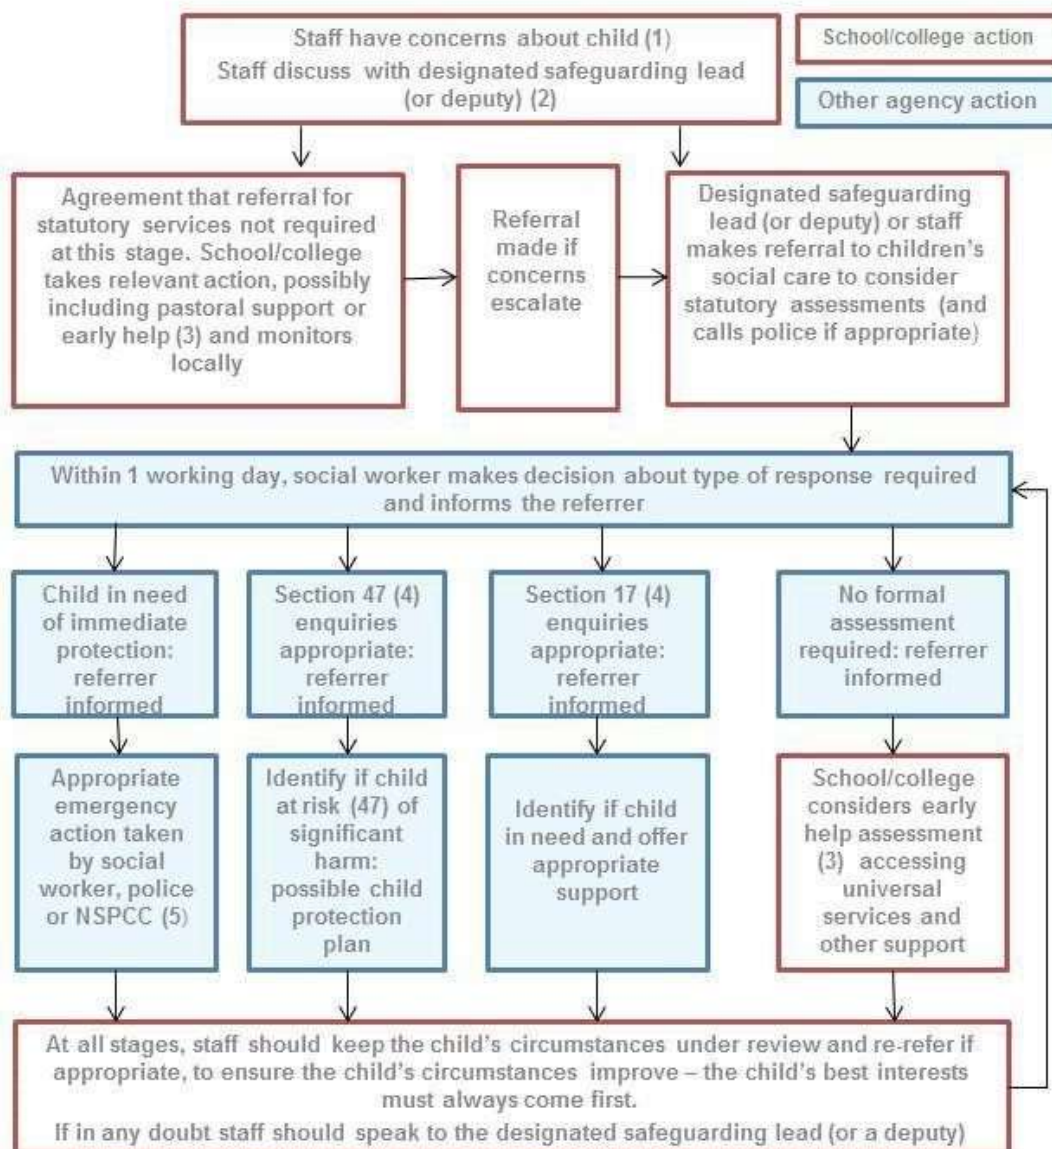 Staff have concerns about child (1)
Staff discuss with designated safeguarding lead
(or deputy) (2)
School/college action
Other agency action
Agreement that referral for
statutory services not required
at this stage. School/college
takes relevant action, possibly
including pastoral support or
early help (3) and monitors
locally
Referral
made if
concerns
escalate
Designated safeguarding
lead (or deputy) or staff
makes referral to children’s
social care to consider
statutory assessments (and
calls police if appropriate)
Within 1 working day, social worker makes decision about type of response required
and informs the referrer
Child in need
of immediate
protection:
referrer
informed
Section 47 (4)
enquiries
appropriate:
referrer
informed
Section 17 (4)
enquiries
appropriate:
referrer
informed
No formal
assessment
required: referrer
informed
Appropriate
emergency
action taken
by social
worker, police
or NSPCC (5)
Identify if child
at risk (47) of
significant
harm:
possible child
protection
plan
Identify if child
in need and offer
appropriate
support
School/college
considers early
help assessment
(3) accessing
universal
services and
other support
At all stages, staff should keep the child’s circumstances under review and re-refer if
appropriate, to ensure the child’s circumstances improve – the child’s best interests
must always come first.
If in any doubt staff should speak to the designated safeguarding lead (or a deputy)